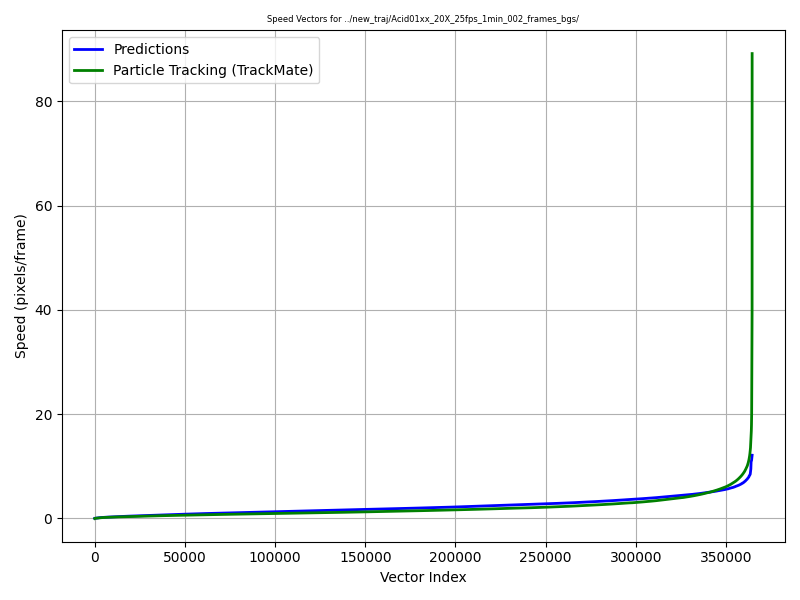 Speed Vectors for ../new_traj/Acid01xx_20X_25fps_1min_002_frames_bgs/
Predictions
Particle Tracking (TrackMate)
Speed (pixels/frame)
80
60
40
20
0
0 50000 100000 150000 200000 250000 300000 350000
Vector Index